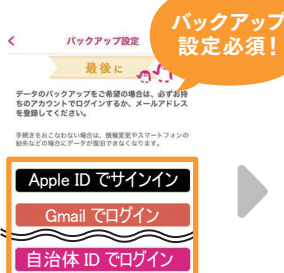 バックアップ
設定必須!
バックアップ設定
最後に
データのバックアップをご希望の場合は、必ずお持
ちのアカウントでログインするか、メールアドレス
を登録してください。
手続きをおこなわない場合は、機種変更やスマートフォンの
紛失などの場合にデータが復旧できなくなります。
Apple ID でサインイン
Gmail でログイン
自治体 ID でログイン